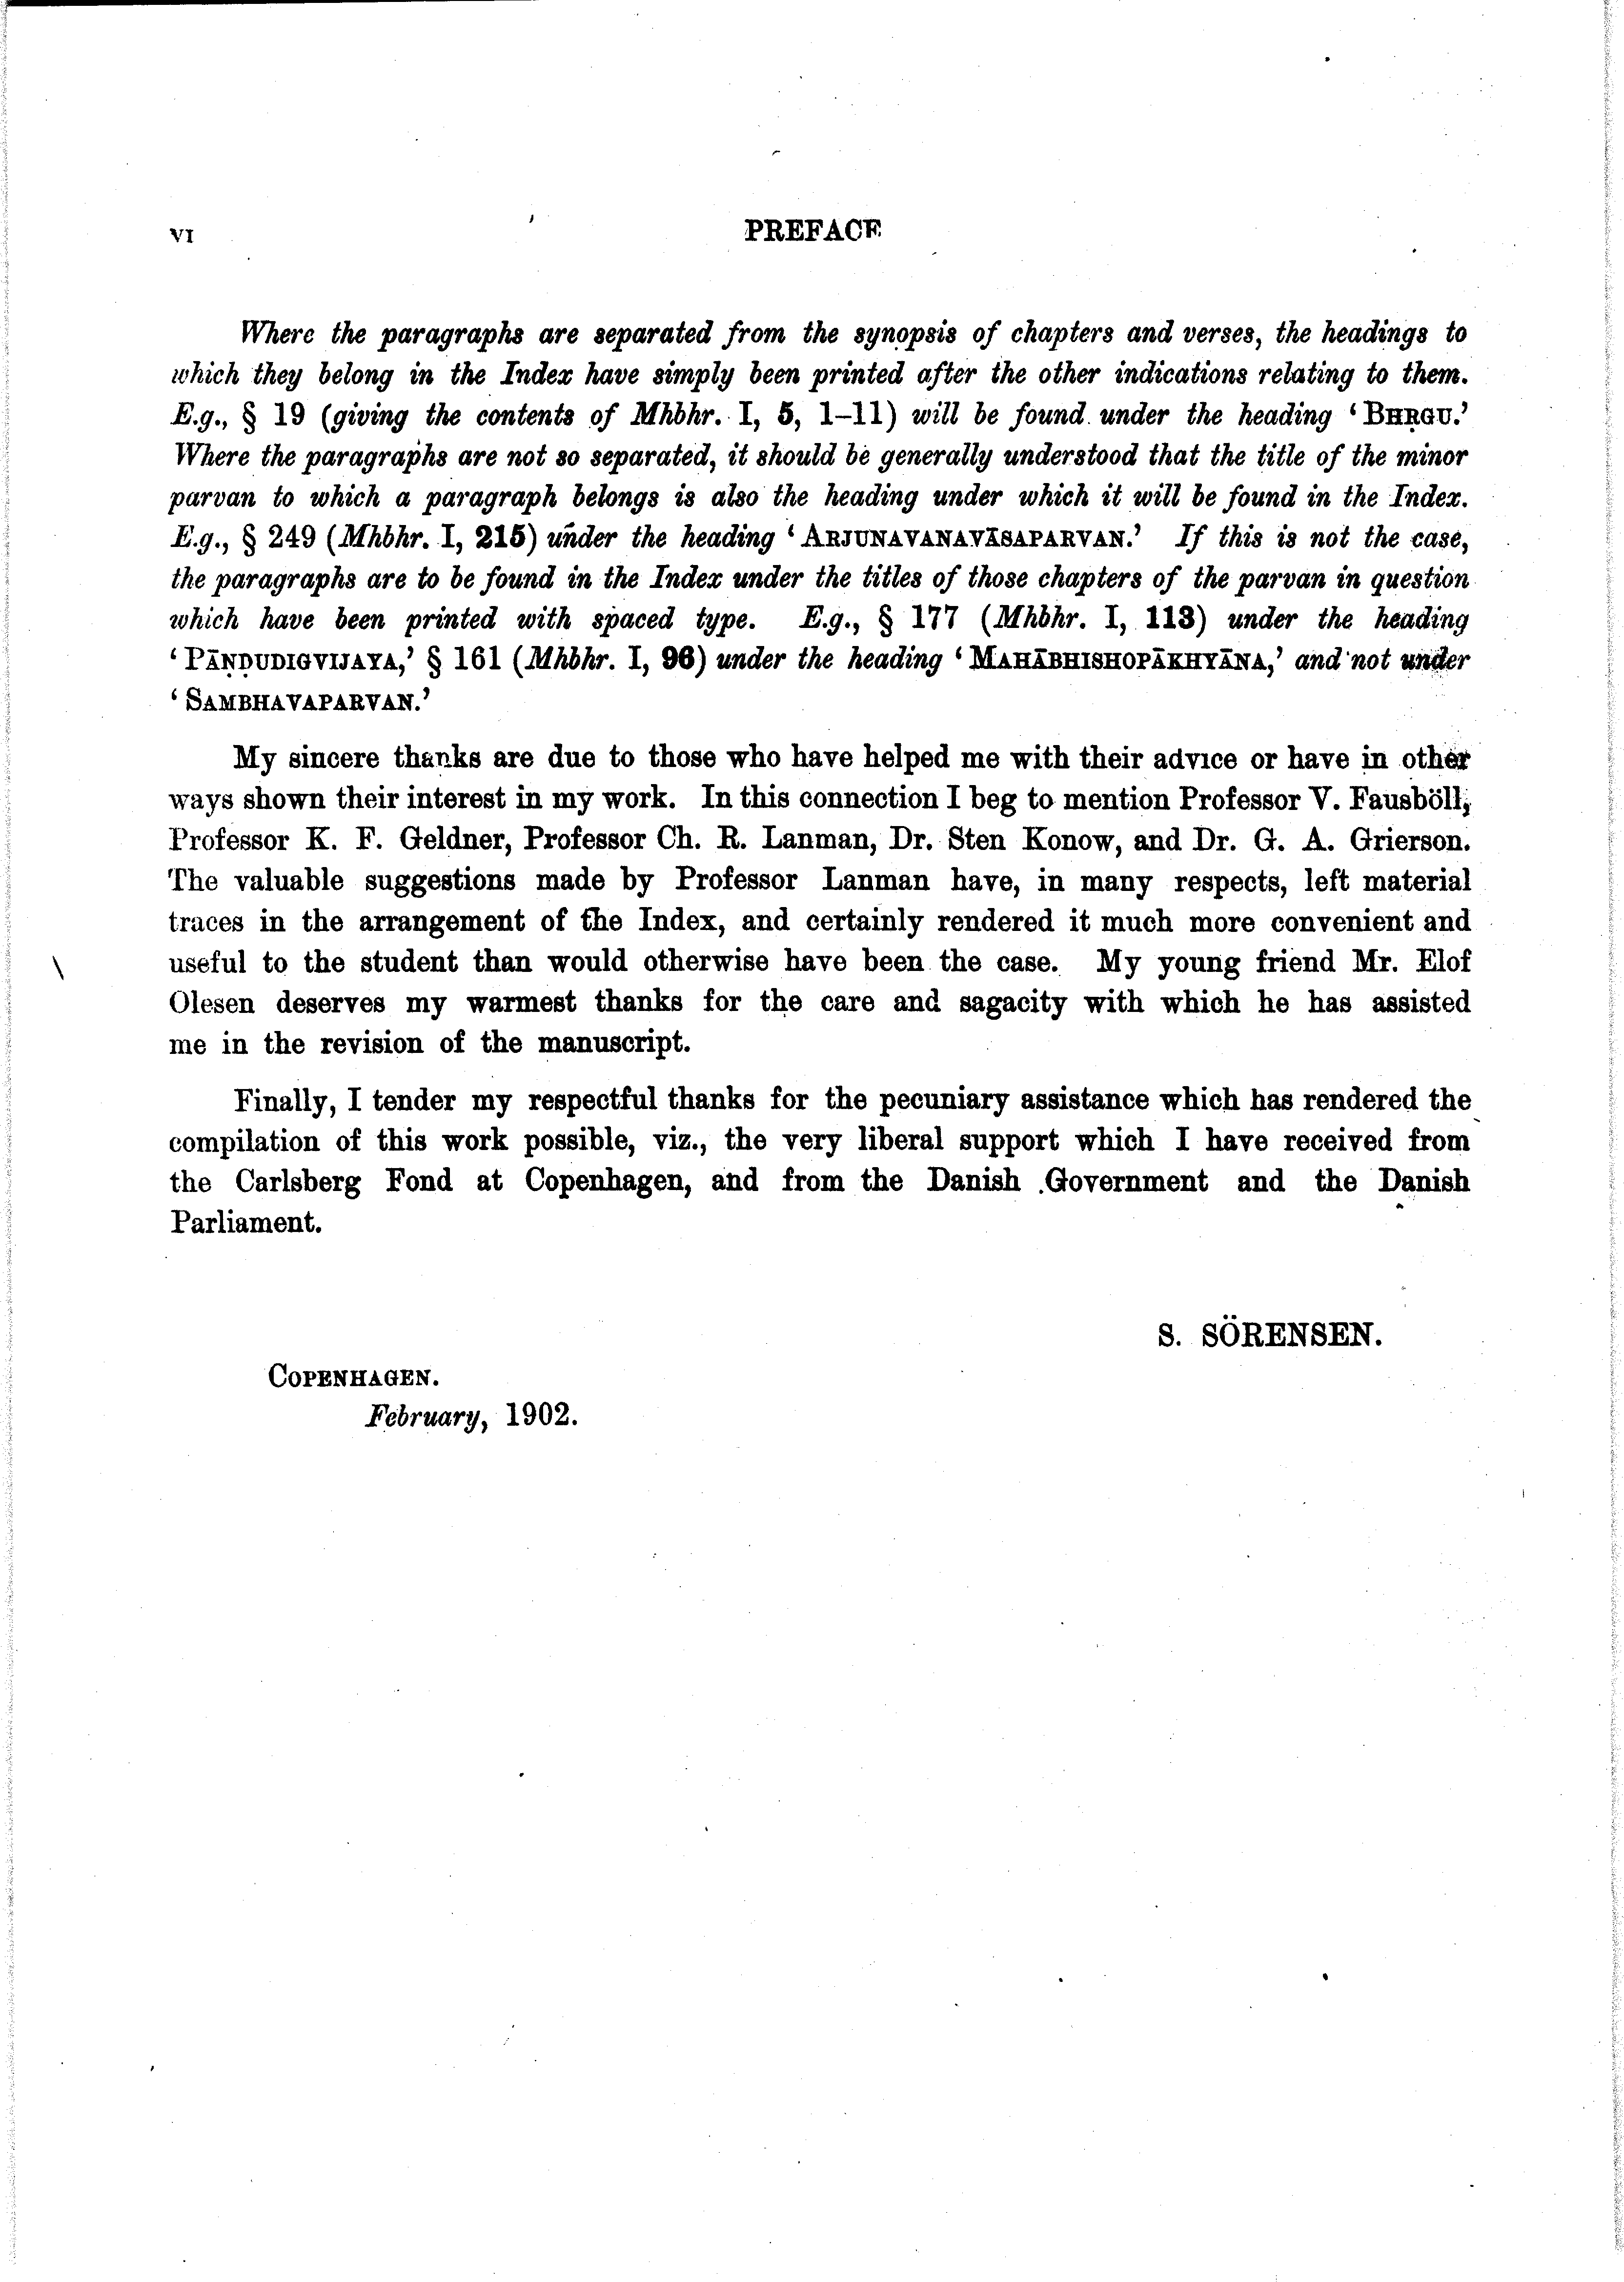 VI
PREFACE
Where the paragraphs are separated from the synopsis of chapters and verses, the headings to
which they belong in the Index have simply been printed after the other indications relating to them.
E.g., § 19 (giving the contents of Mhbhr. I, 5, 1–11) will be found under the heading ‘Bhṛgu.’
Where the paragraphs are not so separated, it should be generally understood that the title of the minor
parvan to which a paragraph belongs is also the heading under which it will be found in the Index.
E.g., § 249 (Mhbhr. I, 215) under the heading ‘Arjunavanavāsaparvan.’ If this is not the case,
the paragraphs are to be found in the Index under the titles of those chapters of the parvan in question
which have been printed with spaced type. E.g., § 177 (Mhbhr. I, 113) under the heading
‘Pāṇḍudigvijaya,’ § 161 (Mhbhr. I, 96) under the heading ‘Mahābhishopākhyāna,’ and not under
‘Sambhavaparvan.’
My sincere thanks are due to those who have helped me with their advice or have in other
ways shown their interest in my work. In this connection I beg to mention Professor V. Fausböll,
Professor K. F. Geldner, Professor Ch. R. Lanman, Dr. Sten Konow, and Dr. G. A. Grierson.
The valuable suggestions made by Professor Lanman have, in many respects, left material
traces in the arrangement of the Index, and certainly rendered it much more convenient and
useful to the student than would otherwise have been the case. My young friend Mr. Elof
Olesen deserves my warmest thanks for the care and sagacity with which he has assisted
me in the revision of the manuscript.
Finally, I tender my respectful thanks for the pecuniary assistance which has rendered the
compilation of this work possible, viz., the very liberal support which I have received from
the Carlsberg Fond at Copenhagen, and from the Danish Government and the Danish
Parliament.
S. SÖRENSEN.
Copenhagen.
February, 1902.